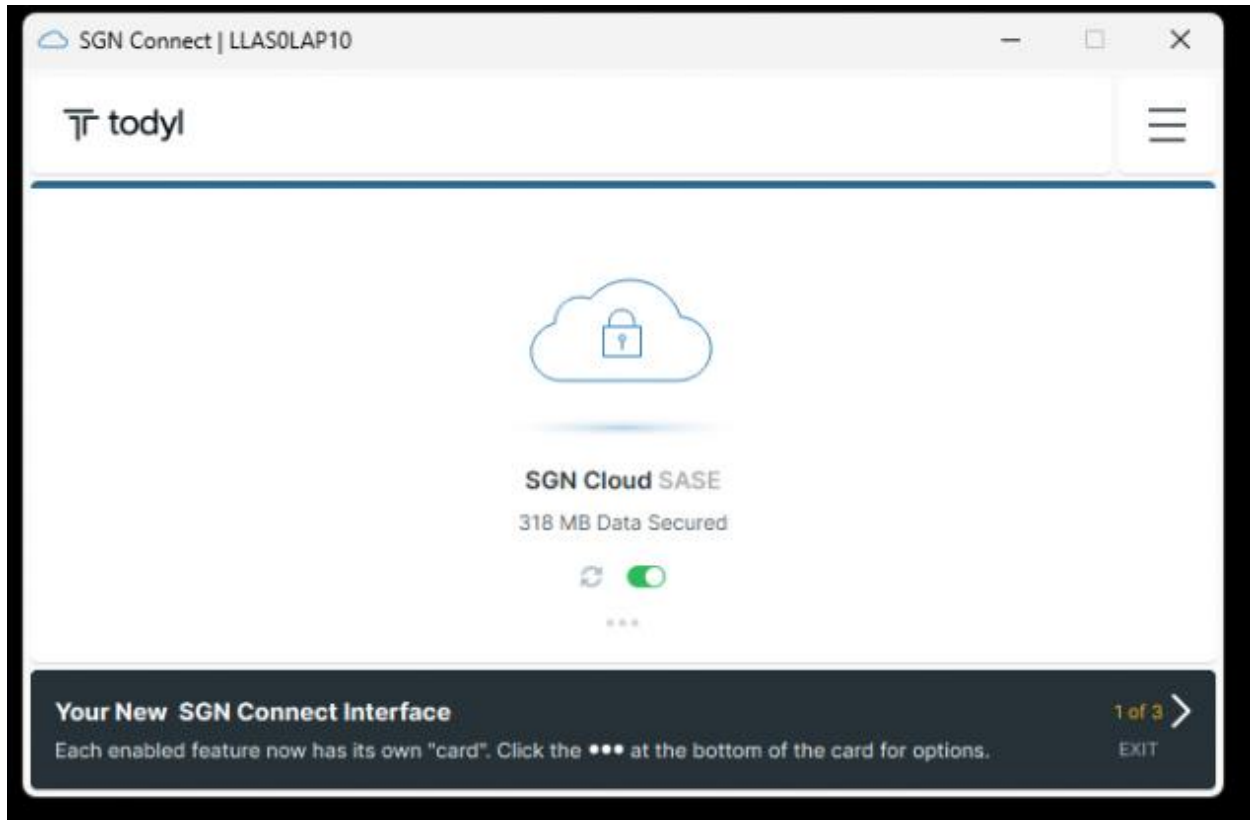 SGN Connect | LLAS0LAP10
todyl
SGN Cloud SASE
318 MB Data Secured
Your New SGN Connect Interface
1 of 3
Each enabled feature now has its own "card". Click the ••• at the bottom of the card for options.
EXIT